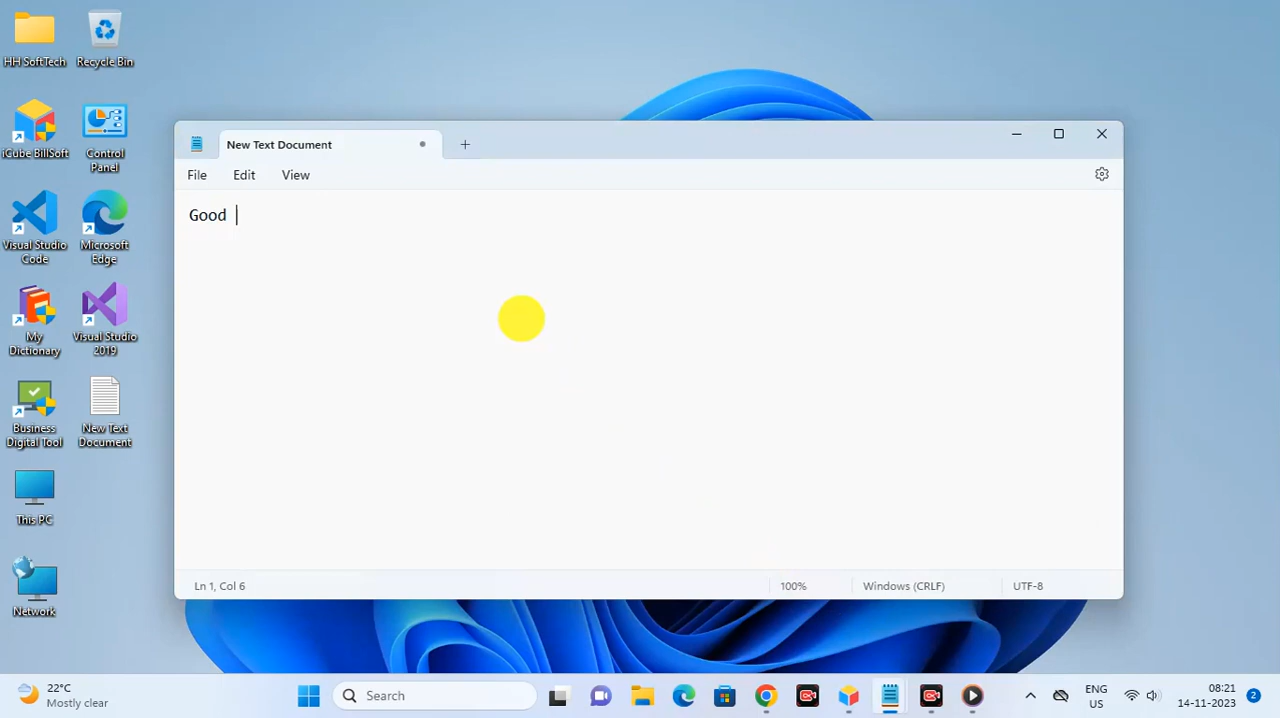 HH SoftTech
Recycle Bin
iCube BillSoft
Control
Panel
Visual Studio
Code
Microsoft
Edge
My
Dictionary
Visual Studio
2019
Business
Digital Tool
New Text
Document
This PC
Network
New Text Document
File Edit View
Good
Ln 1, Col 6
100%
Windows (CRLF)
UTF-8
22°C
Mostly clear
Search
ENG
US
08:21
14-11-2023
2